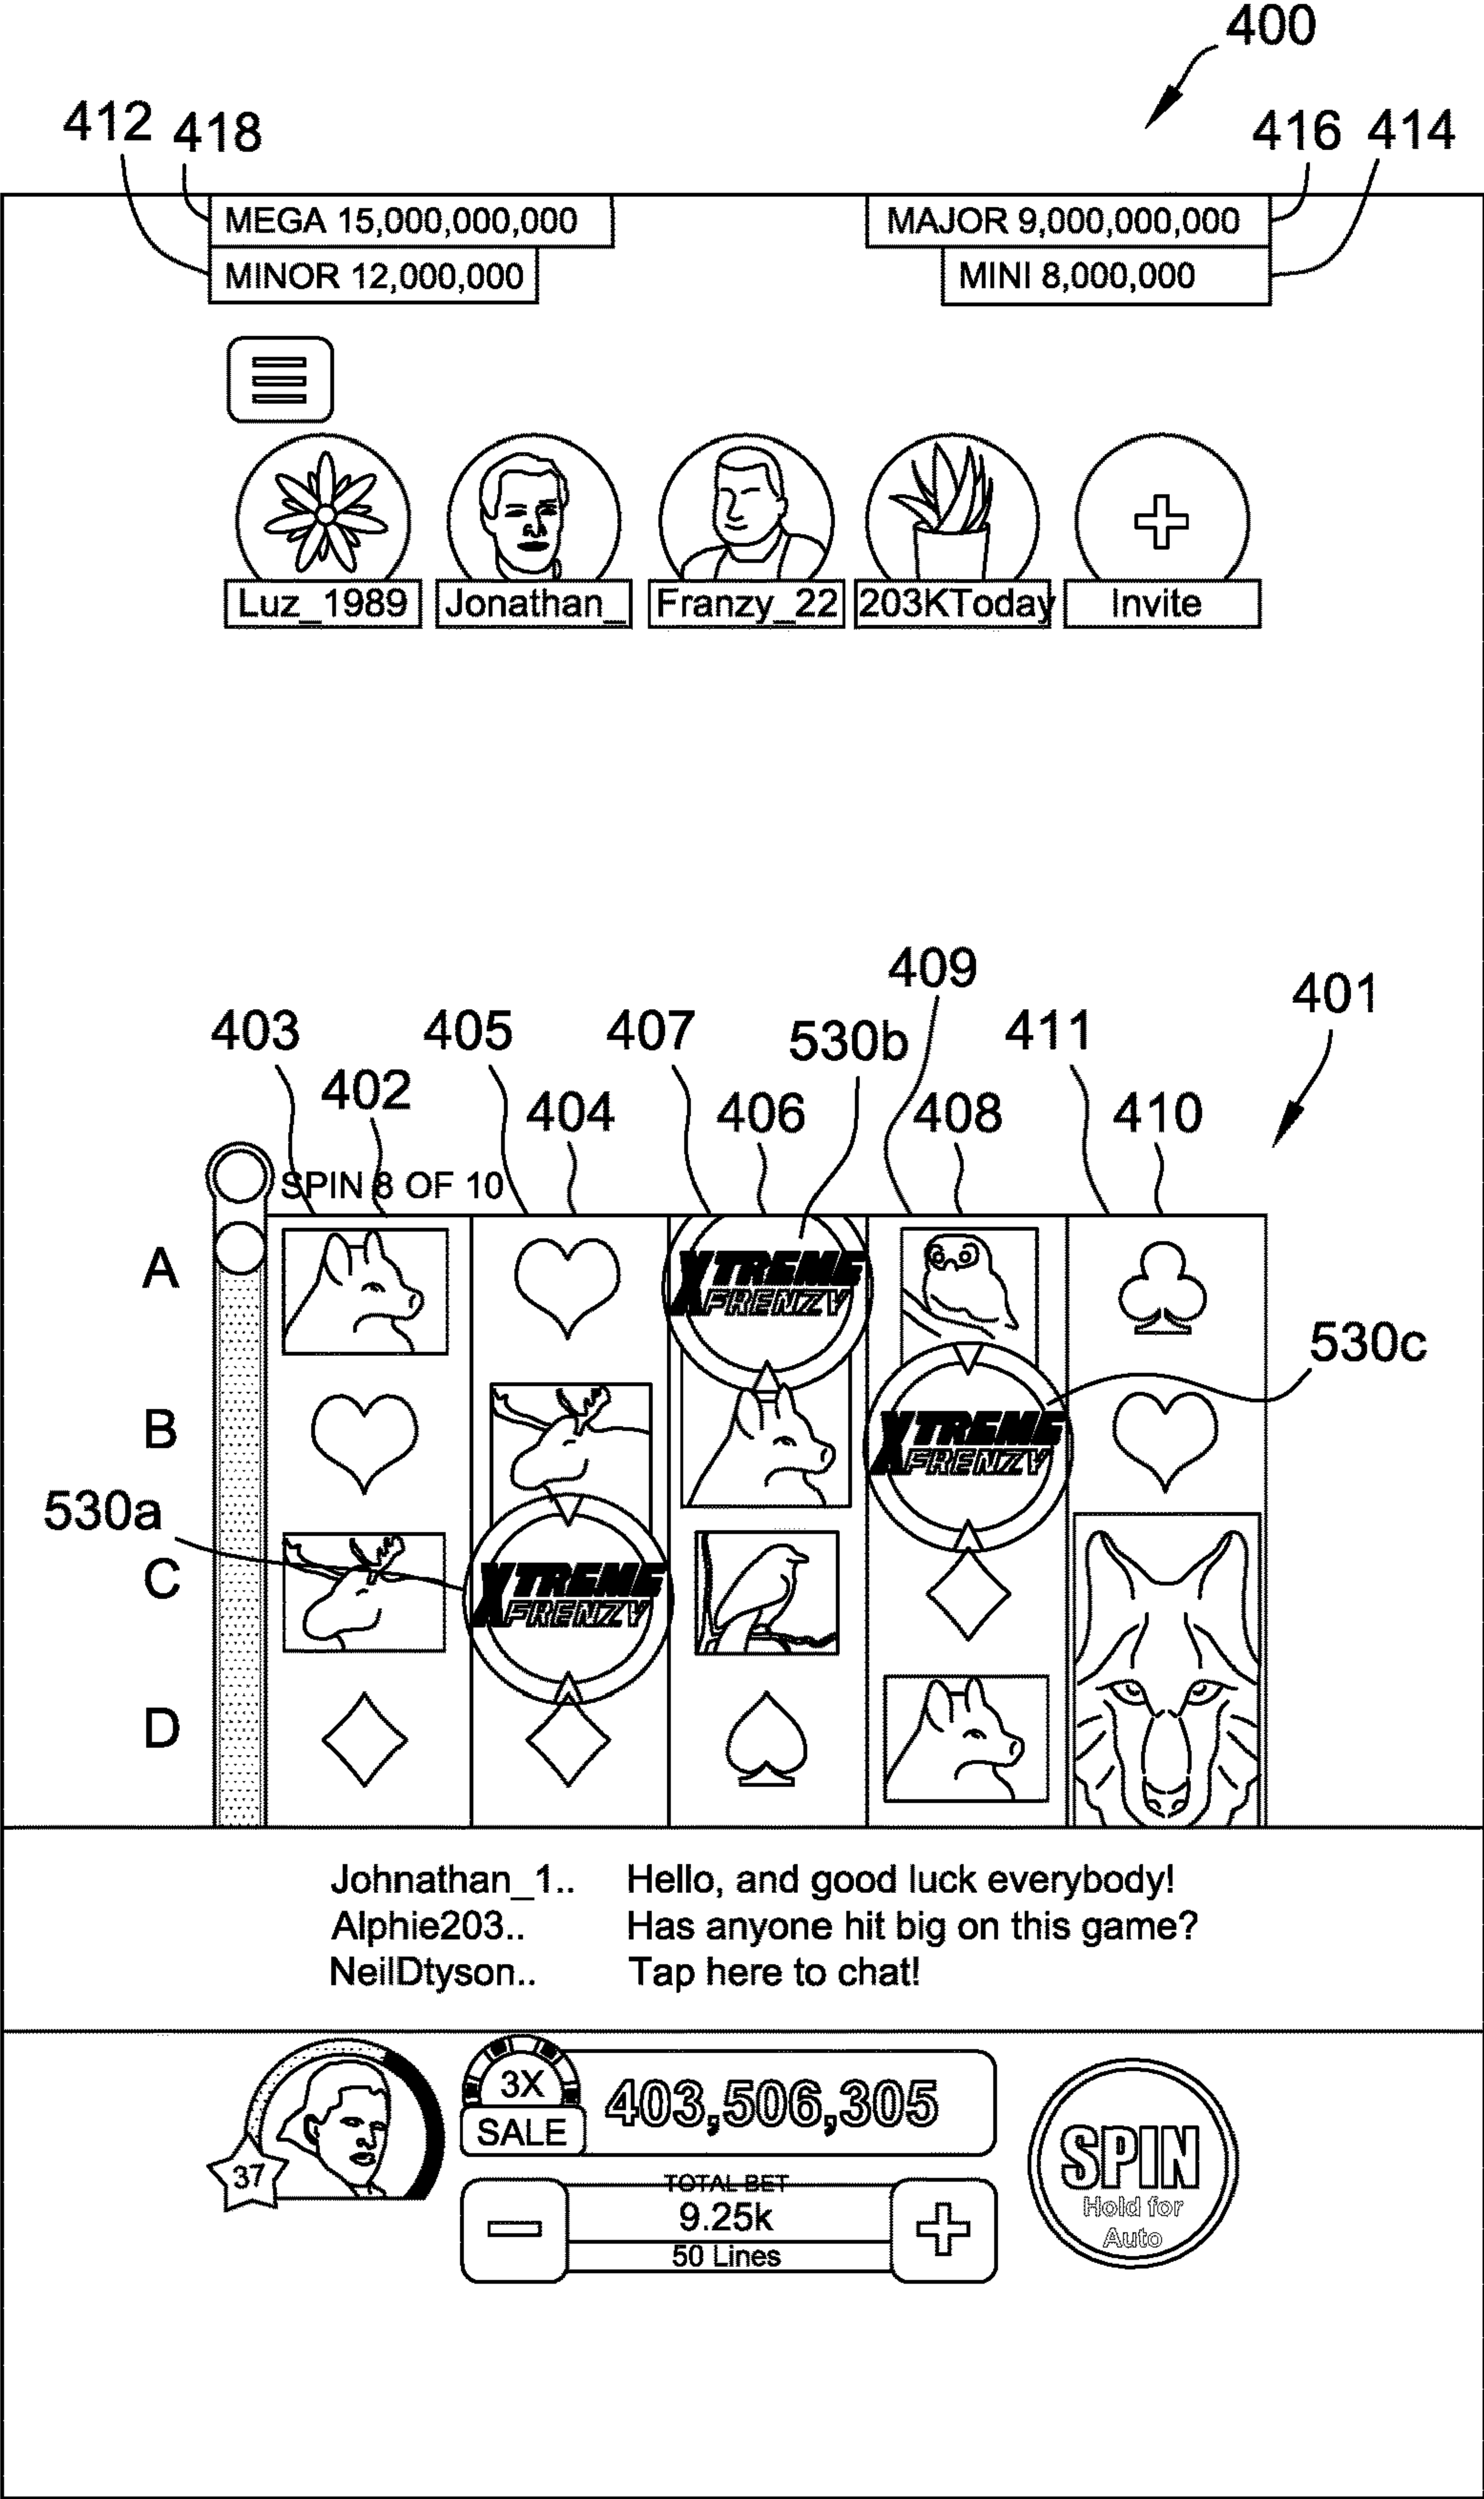 400
412 418 416 414
MEGA 15,000,000,000 MAJOR 9,000,000,000
MINOR 12,000,000 MINI 8,000,000
Luz_1989 Jonathan_ Franzy_22 203KToday Invite
409
401
403 405 407 530b 411
402 404 406 408 410
SPIN 8 OF 10
A
XTREME
FRENZY
530c
B
XTREME
FRENZY
530a
C
XTREME
FRENZY
D
Johnathan_1.. Hello, and good luck everybody!
Alphie203.. Has anyone hit big on this game?
NeilDtyson.. Tap here to chat!
3X
403,506,305
SALE
37
SPIN
Hold for
Auto
TOTAL BET
9.25k
50 Lines